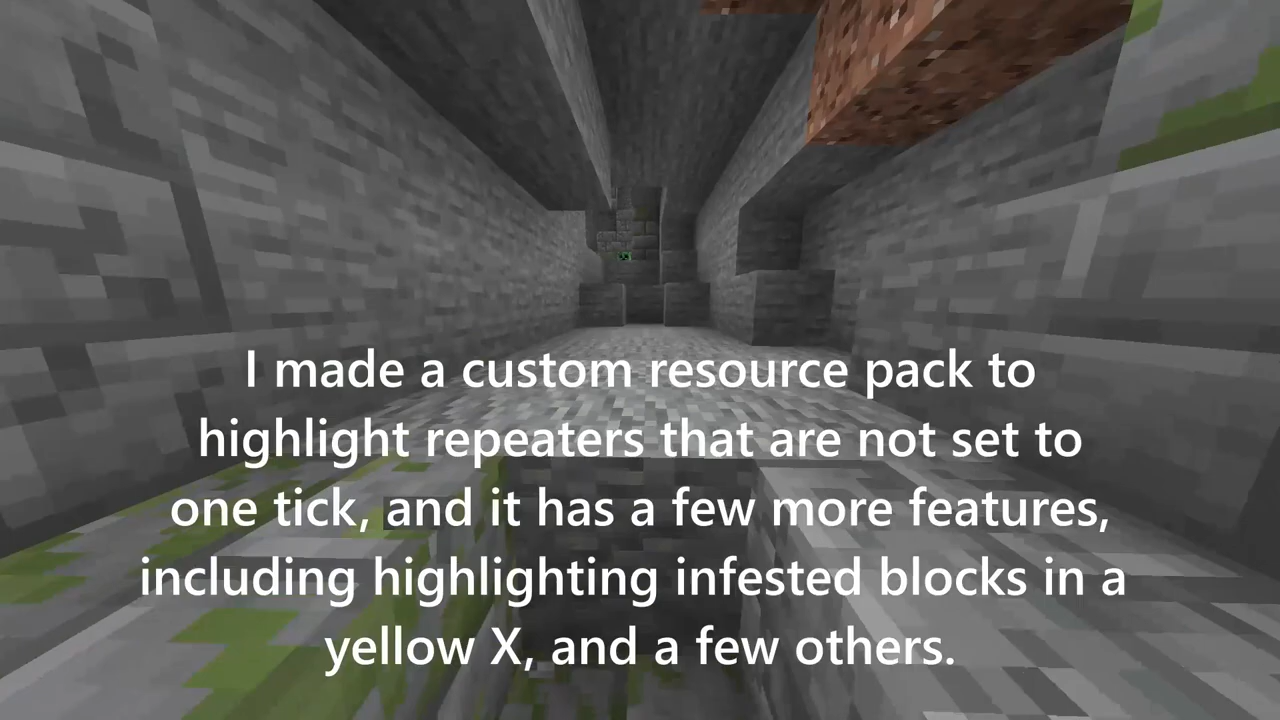 I made a custom resource pack to
highlight repeaters that are not set to
one tick, and it has a few more features,
including highlighting infested blocks in a
yellow X, and a few others.